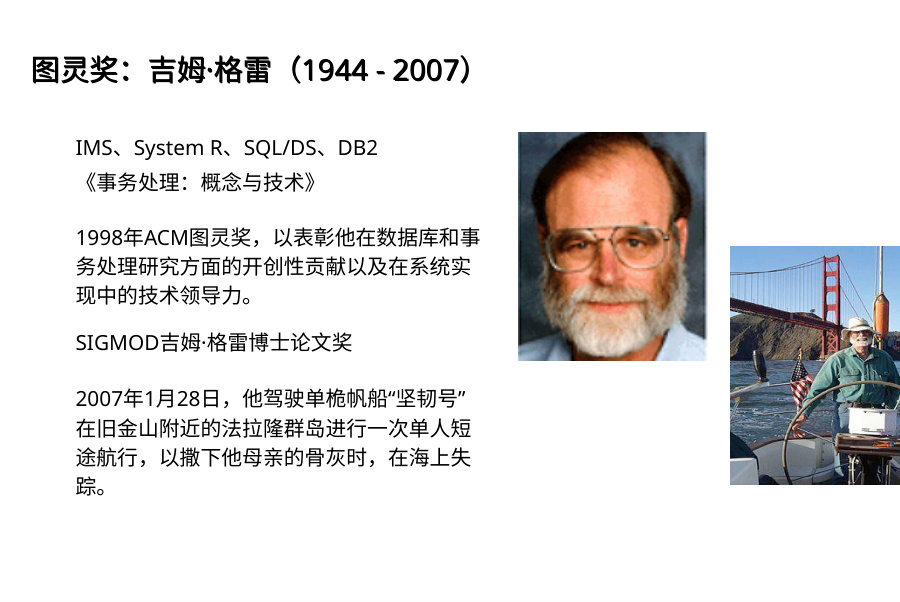 图灵奖：吉姆·格雷（1944 - 2007）
IMS、System R、SQL/DS、DB2
《事务处理：概念与技术》
1998年ACM图灵奖，以表彰他在数据库和事
务处理研究方面的开创性贡献以及在系统实
现中的技术领导力。
SIGMOD吉姆·格雷博士论文奖
2007年1月28日，他驾驶单桅帆船“坚韧号”
在旧金山附近的法拉隆群岛进行一次单人短
途航行，以撒下他母亲的骨灰时，在海上失
踪。